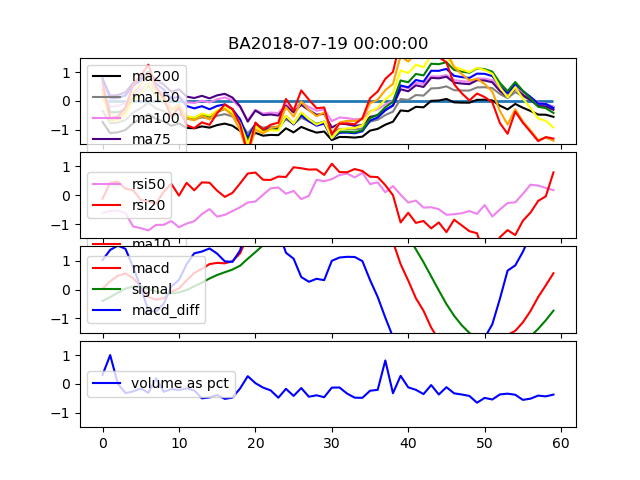 BA2018-07-19 00:00:00
1
0
−1
ma200
ma150
ma100
ma75
1
0
−1
rsi50
rsi20
ma10
1
0
−1
macd
signal
macd_diff
1
0
−1
volume as pct
0 10 20 30 40 50 60